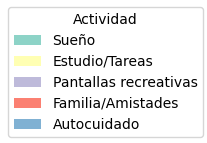 Actividad
Sueño
Estudio/Tareas
Pantallas recreativas
Familia/Amistades
Autocuidado